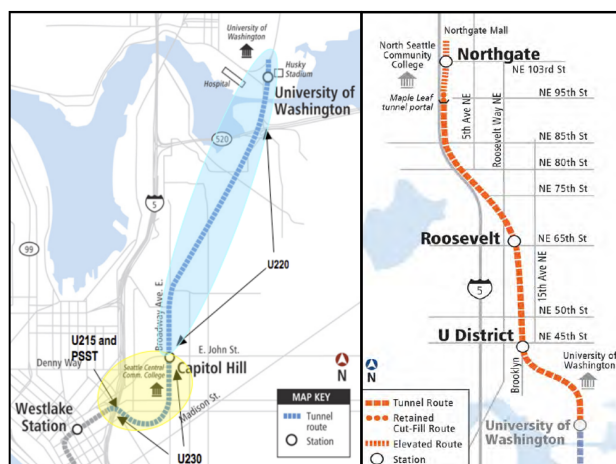 University of
Washington
Husky
Stadium
Hospital
University of
Washington
520
5
99
U220
Broadway Ave. E.
U215 and
PSST
E. John St.
Denny Way
Seattle Central
Comm. College
Capitol Hill
N
Madison St.
Westlake
Station
U230
MAP KEY
Tunnel
route
Station
Northgate Mall
North Seattle
Community
College
Northgate
NE 103rd St
Maple Leaf
tunnel portal
NE 95th St
5th Ave NE
Roosevelt Way NE
NE 85th St
NE 80th St
NE 75th St
Roosevelt
NE 65th St
15th Ave NE
5
NE 50th St
U District
NE 45th St
Brooklyn
University of
Washington
N
Tunnel Route
Retained
Cut-Fill Route
Elevated Route
Station
University of
Washington